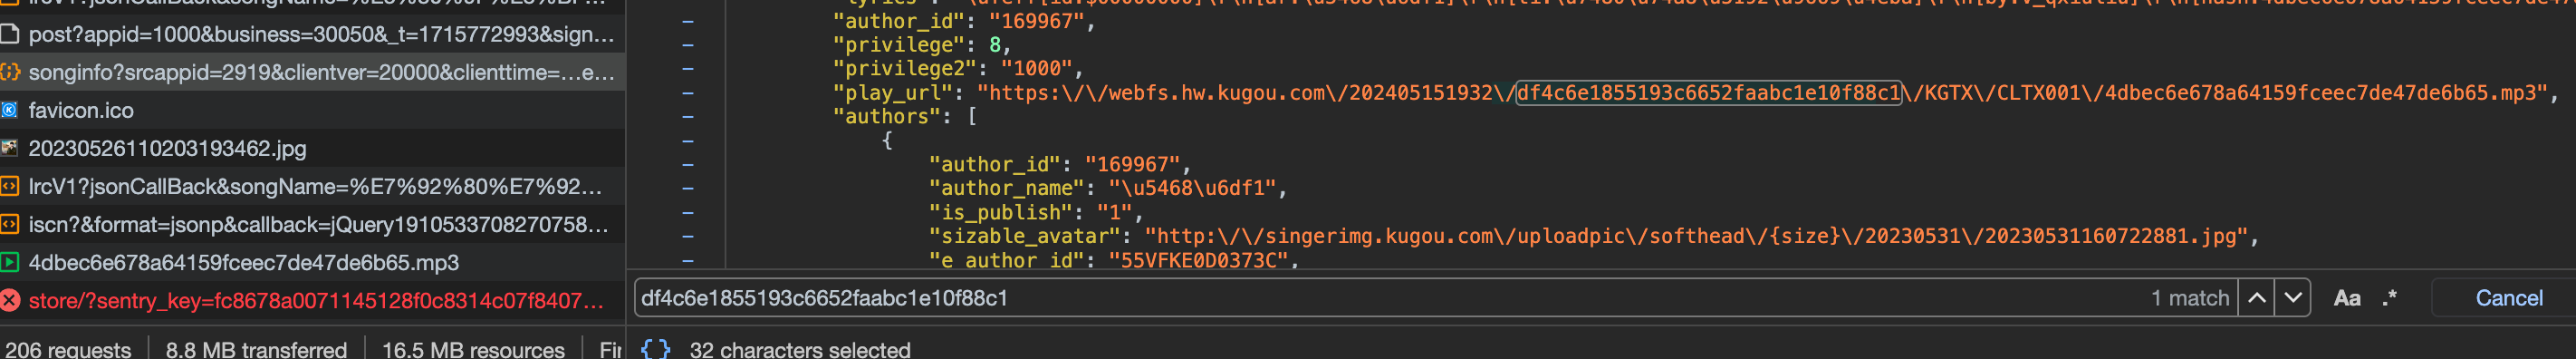 post?appid=1000&business=30050&_t=1715772993&sign...
songinfo?srcappid=2919&clientver=20000&clienttime=...e...
favicon.ico
20230526110203193462.jpg
lrcV1?jsonCallBack&songName=%E7%92%80%E7%92...
iscn?&format=jsonp&callback=jQuery1910533708270758...
4dbec6e678a64159fceec7de47de6b65.mp3
store/?sentry_key=fc8678a0071145128f0c8314c07f8407...
206 requests
8.8 MB transferred
16.5 MB resources
"author_id": "169967",
"privilege": 8,
"privilege2": "1000",
"play_url": "https:\/\/webfs.hw.kugou.com\/202405151932\/df4c6e1855193c6652faabc1e10f88c1\/KGTX\/CLTX001\/4dbec6e678a64159fceec7de47de6b65.mp3",
"authors": [
{
"author_id": "169967",
"author_name": "\u5468\u6df1",
"is_publish": "1",
"sizable_avatar": "http:\/\/singerimg.kugou.com\/uploadpic\/softhead\/{size}\/20230531\/20230531160722881.jpg",
"e_author_id": "55VFKE0D0373C",
df4c6e1855193c6652faabc1e10f88c1
1 match
Aa
.*
Cancel
{ } 32 characters selected